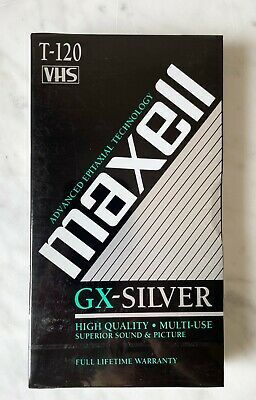 T-120
VHS
ADVANCED EPITAXIAL TECHNOLOGY
maxell
GX-SILVER
HIGH QUALITY • MULTI-USE
SUPERIOR SOUND & PICTURE
FULL LIFETIME WARRANTY